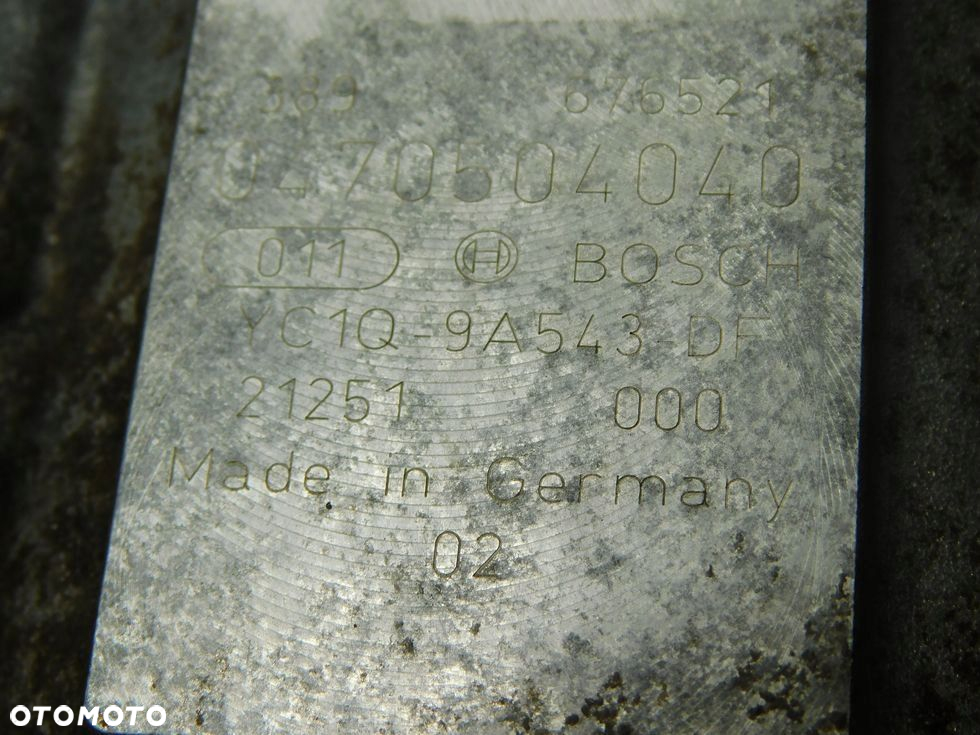 389 676521
0470504040
011 BOSCH
YC1Q-9A543-DF
21251 000
Made in Germany
02
OTOMOTO